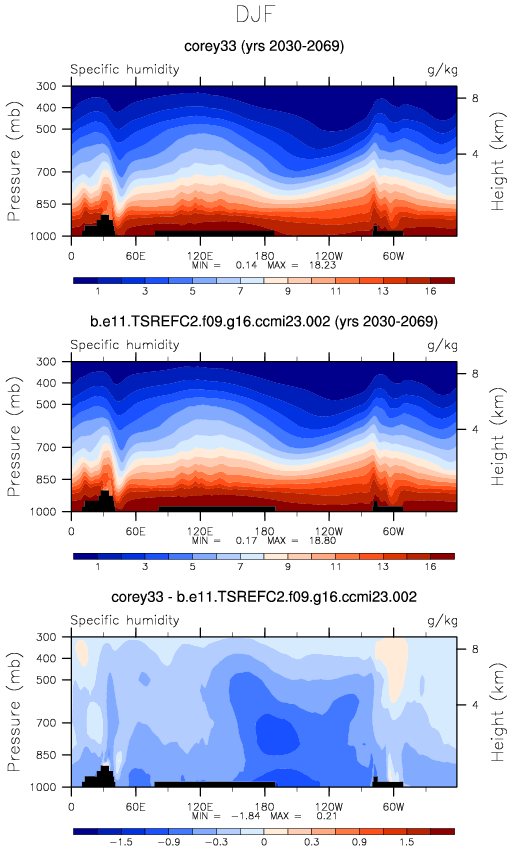 DJF
corey33 (yrs 2030-2069)
Specific humidity g/kg
300
400
500
700
850
1000
Pressure (mb)
8
4
Height (km)
0 60E 120E 180 120W 60W
MIN = 0.14 MAX = 18.23
1 3 5 7 9 11 13 16
b.e11.TSREFC2.f09.g16.ccmi23.002 (yrs 2030-2069)
Specific humidity g/kg
300
400
500
700
850
1000
Pressure (mb)
8
4
Height (km)
0 60E 120E 180 120W 60W
MIN = 0.17 MAX = 18.80
1 3 5 7 9 11 13 16
corey33 - b.e11.TSREFC2.f09.g16.ccmi23.002
Specific humidity g/kg
300
400
500
700
850
1000
Pressure (mb)
8
4
Height (km)
0 60E 120E 180 120W 60W
MIN = -1.84 MAX = 0.21
-1.5 -0.9 -0.3 0 0.3 0.9 1.5